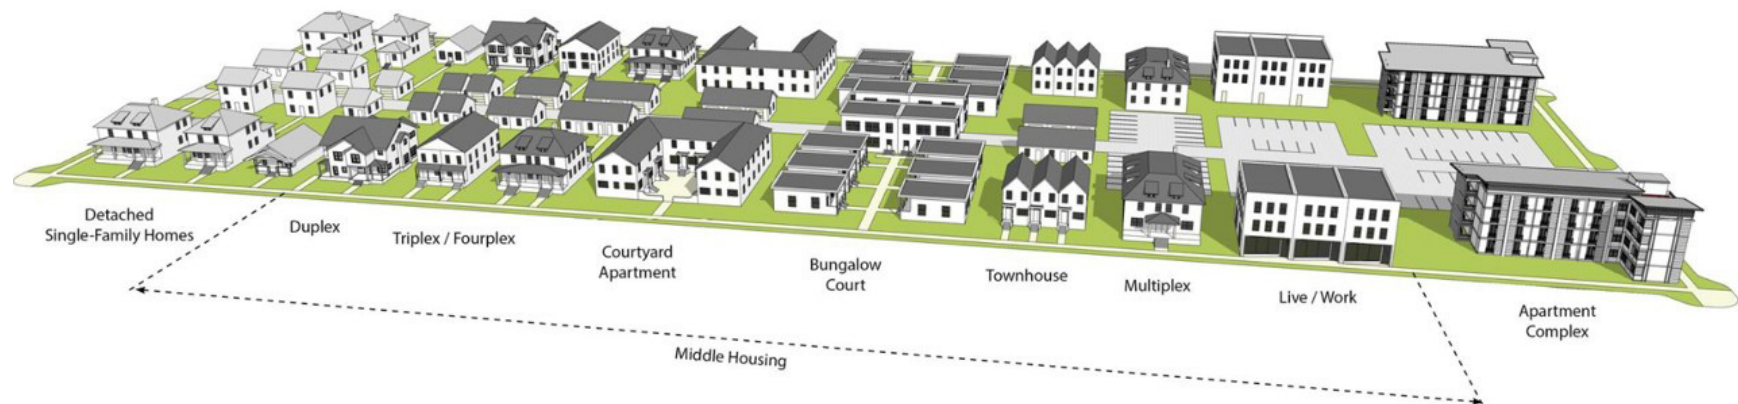 Detached
Single-Family Homes
Duplex
Triplex / Fourplex
Courtyard
Apartment
Bungalow
Court
Townhouse
Multiplex
Live / Work
Apartment
Complex
Middle Housing